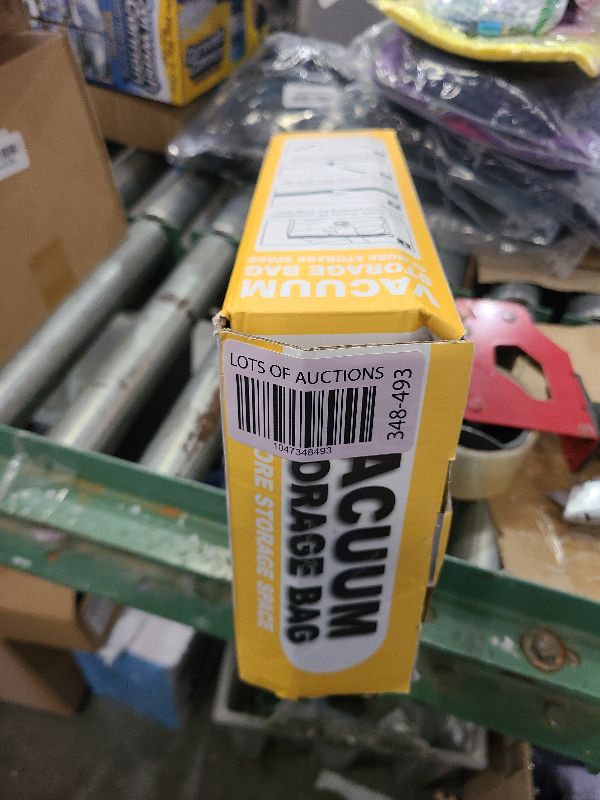 VACUUM
STORAGE BAG
MORE STORAGE SPACE
LOTS OF AUCTIONS
1047348493
348-493
ACUUM
ORAGE BAG
ORE STORAGE SPACE